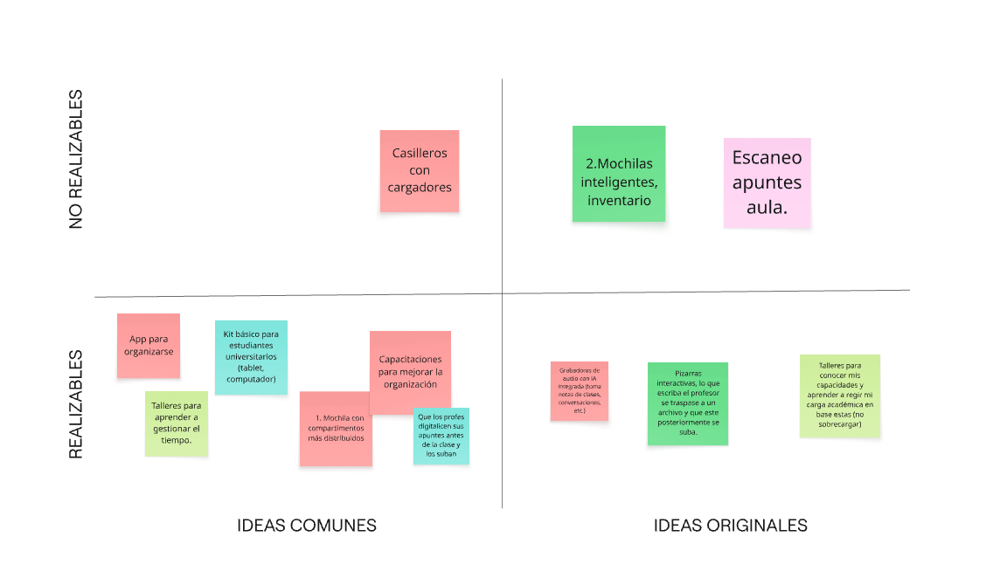 NO REALIZABLES
Casilleros
con
cargadores
2.Mochilas
inteligentes,
inventario
Escaneo
apuntes
aula.
REALIZABLES
App para
organizarse
Kit básico para
estudiantes
universitarios
(tablet,
computador)
Talleres para
aprender a
gestionar el
tiempo.
Capacitaciones
para mejorar la
organización
1. Mochila con
compartimentos
más distribuidos
Que los profes
digitalicen sus
apuntes antes
de la clase y
los suban
Grabadoras de
audio con IA
integrada (toma
notas de clases,
conversaciones,
etc.)
Pizarras
interactivas, lo que
escriba el profesor
se traspase a un
archivo y que este
posteriormente se
suba.
Talleres para
conocer mis
capacidades y
aprender a regir mi
carga académica en
base estas (no
sobrecargar)
IDEAS COMUNES
IDEAS ORIGINALES